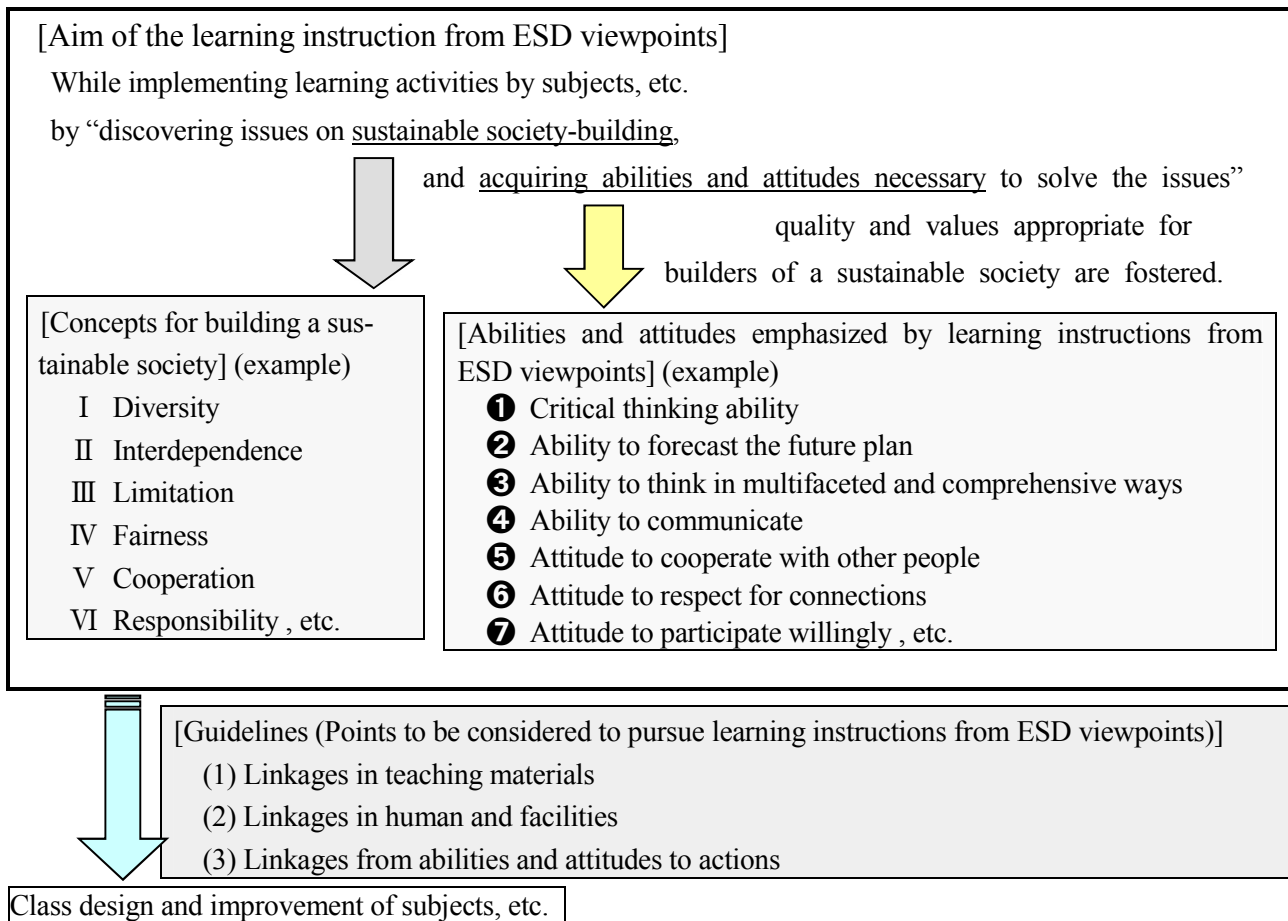 [Aim of the learning instruction from ESD viewpoints]
While implementing learning activities by subjects, etc.
by “discovering issues on sustainable society-building,
and acquiring abilities and attitudes necessary to solve the issues”
quality and values appropriate for
builders of a sustainable society are fostered.
[Concepts for building a sus-
tainable society] (example)
Ⅰ Diversity
Ⅱ Interdependence
Ⅲ Limitation
Ⅳ Fairness
Ⅴ Cooperation
Ⅵ Responsibility , etc.
[Abilities and attitudes emphasized by learning instructions from
ESD viewpoints] (example)
❶ Critical thinking ability
❷ Ability to forecast the future plan
❸ Ability to think in multifaceted and comprehensive ways
❹ Ability to communicate
❺ Attitude to cooperate with other people
❻ Attitude to respect for connections
❼ Attitude to participate willingly , etc.
[Guidelines (Points to be considered to pursue learning instructions from ESD viewpoints)]
(1) Linkages in teaching materials
(2) Linkages in human and facilities
(3) Linkages from abilities and attitudes to actions
Class design and improvement of subjects, etc.